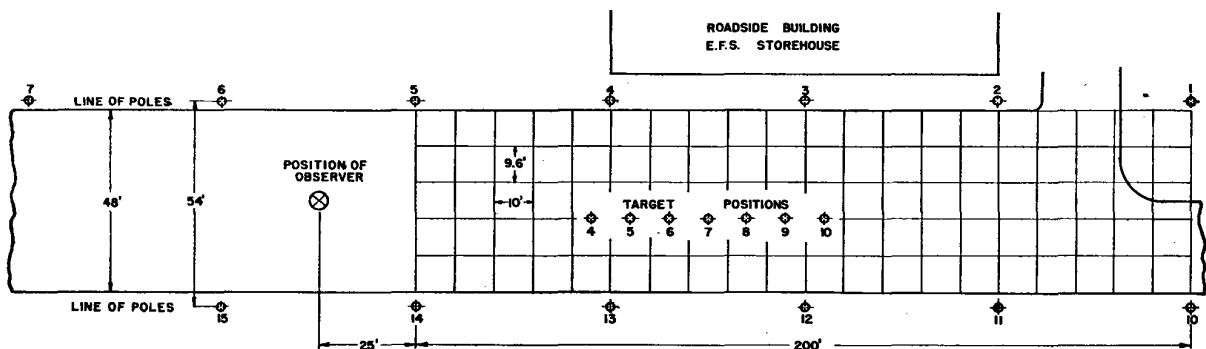 ROADSIDE BUILDING
E.F.S. STOREHOUSE
7 LINE OF POLES 6 5 4 3 2 1
9.6'
POSITION OF
OBSERVER
48' 54' 10'
TARGET POSITIONS
4 5 6 7 8 9 10
LINE OF POLES 15 14 13 12 11 10
25' 200'